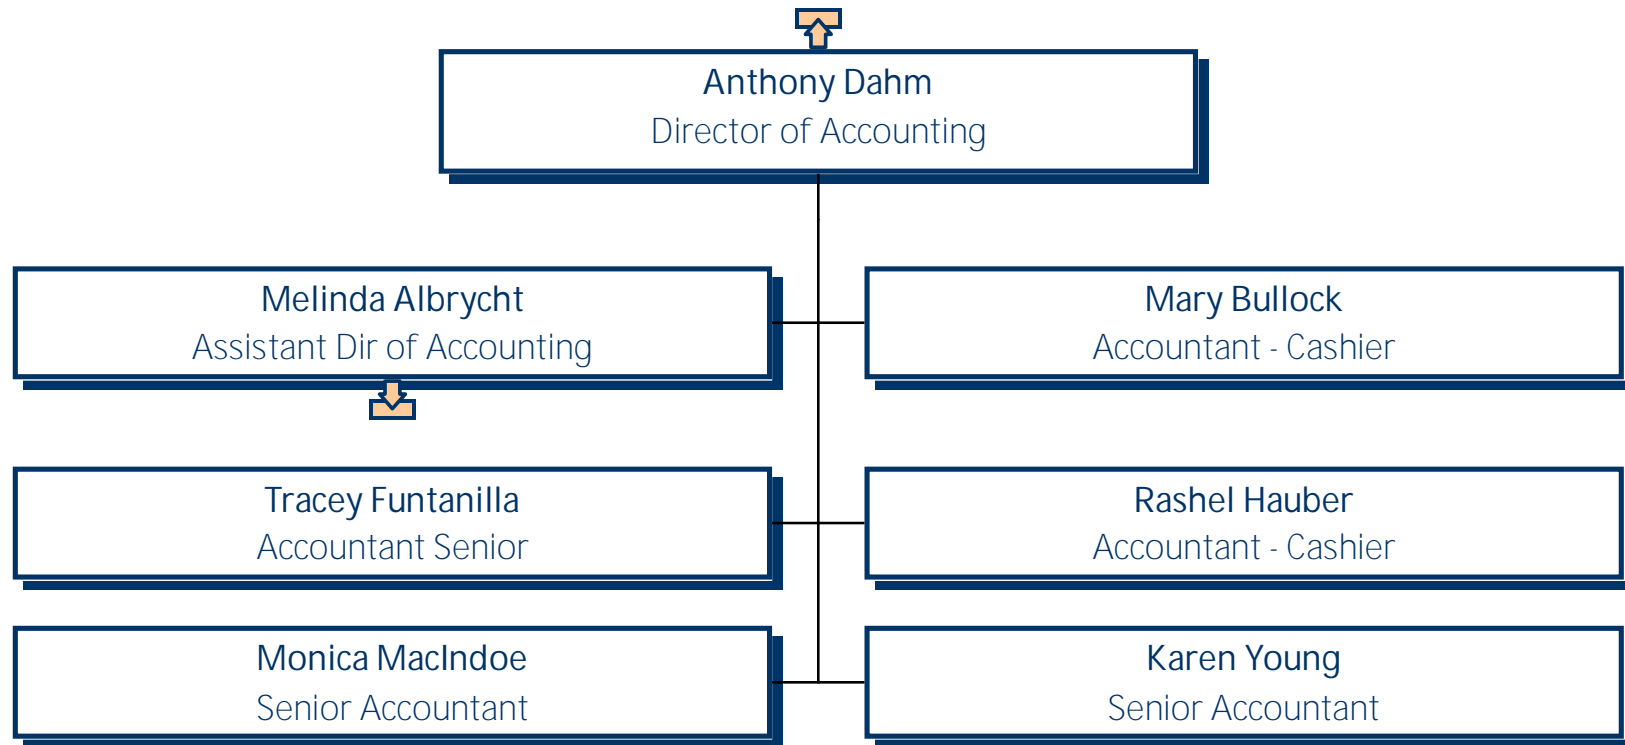 Anthony Dahm
Director of Accounting
Melinda Albrycht
Assistant Dir of Accounting
Mary Bullock
Accountant - Cashier
Tracey Funtanilla
Accountant Senior
Rashel Hauber
Accountant - Cashier
Monica MacIndoe
Senior Accountant
Karen Young
Senior Accountant